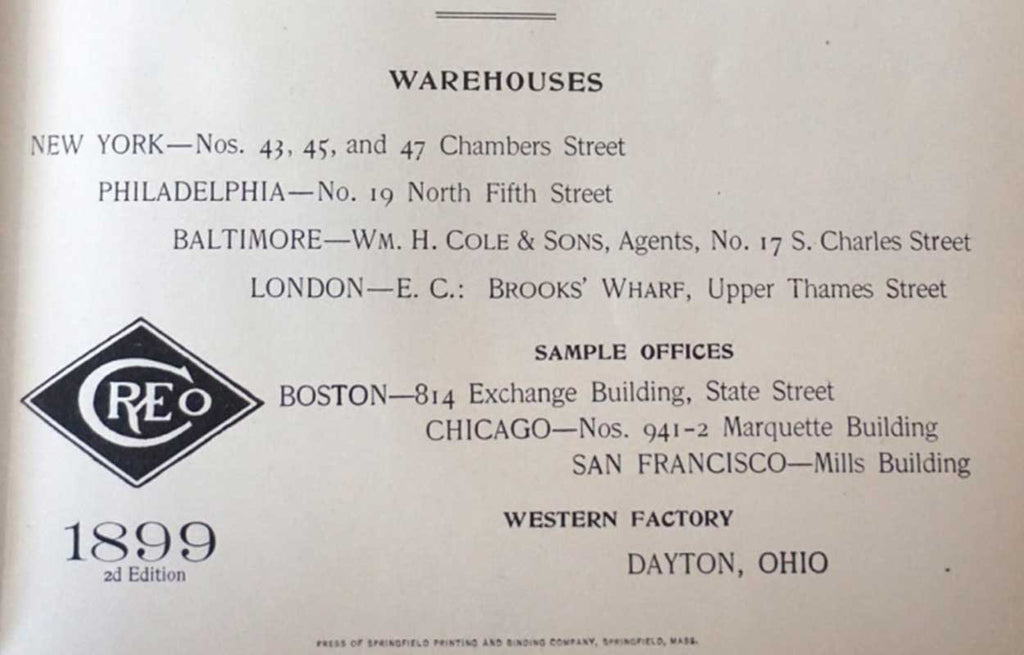 WAREHOUSES
NEW YORK—Nos. 43, 45, and 47 Chambers Street
PHILADELPHIA—No. 19 North Fifth Street
BALTIMORE—WM. H. COLE & SONS, Agents, No. 17 S. Charles Street
LONDON—E. C.: BROOKS' WHARF, Upper Thames Street
SAMPLE OFFICES
BOSTON—814 Exchange Building, State Street
CHICAGO—Nos. 941-2 Marquette Building
SAN FRANCISCO—Mills Building
CREO
1899
2d Edition
WESTERN FACTORY
DAYTON, OHIO
PRESS OF SPRINGFIELD PRINTING AND BINDING COMPANY, SPRINGFIELD, MASS.